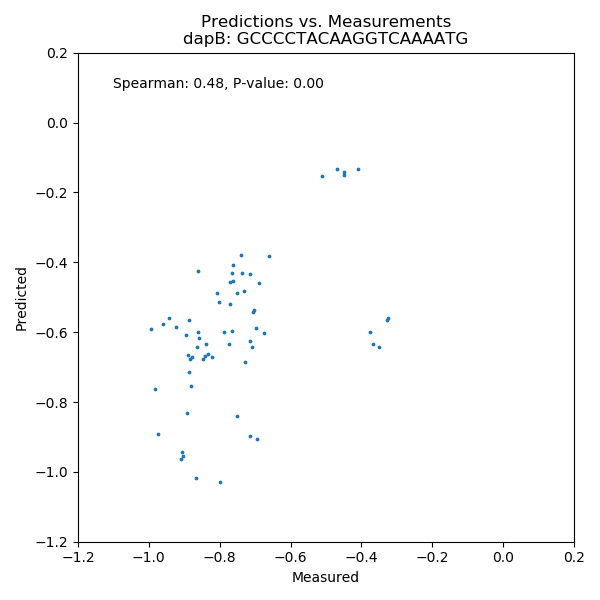 Predictions vs. Measurements
dapB: GCCCCTACAAGGTCAAAATG
Spearman: 0.48, P-value: 0.00
0.2
0.0
−0.2
−0.4
−0.6
−0.8
−1.0
−1.2
Predicted
−1.2 −1.0 −0.8 −0.6 −0.4 −0.2 0.0 0.2
Measured